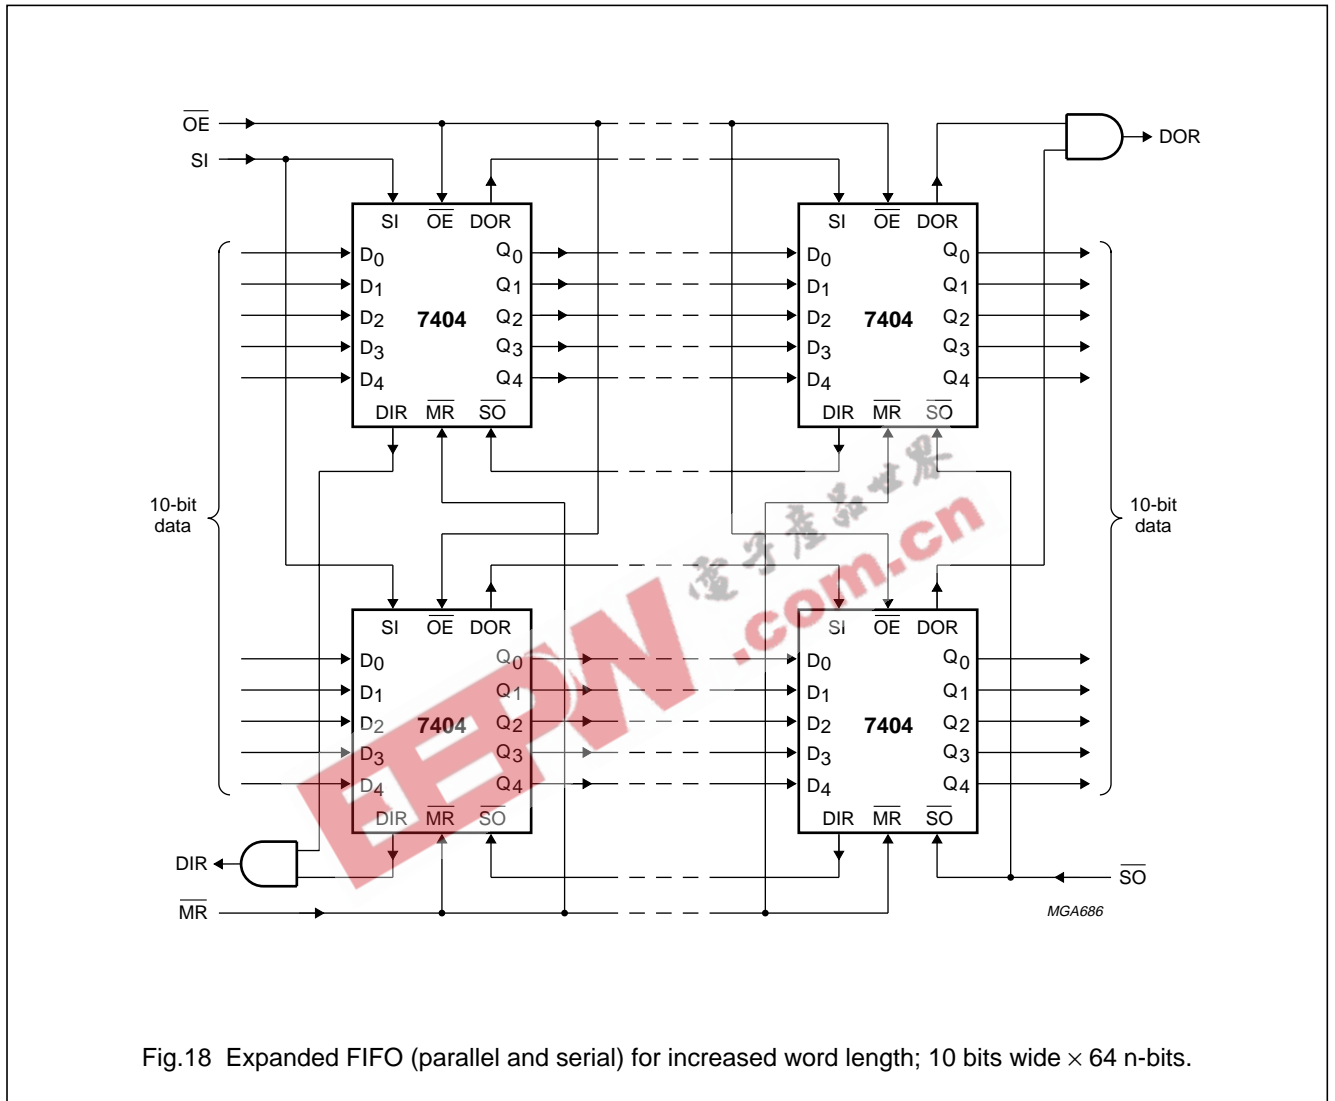 OE
SI
DOR
SI OE DOR
SI OE DOR
D0 Q0
D1 Q1
D2 7404 Q2
D3 Q3
D4 Q4
DIR MR SO
D0 Q0
D1 Q1
D2 7404 Q2
D3 Q3
D4 Q4
DIR MR SO
10-bit
data
10-bit
data
電子產品世界
.com.cn
EEPW
SI OE DOR
SI OE DOR
D0 Q0
D1 Q1
D2 7404 Q2
D3 Q3
D4 Q4
DIR MR SO
D0 Q0
D1 Q1
D2 7404 Q2
D3 Q3
D4 Q4
DIR MR SO
DIR
SO
MR
MGA686
Fig.18 Expanded FIFO (parallel and serial) for increased word length; 10 bits wide × 64 n-bits.